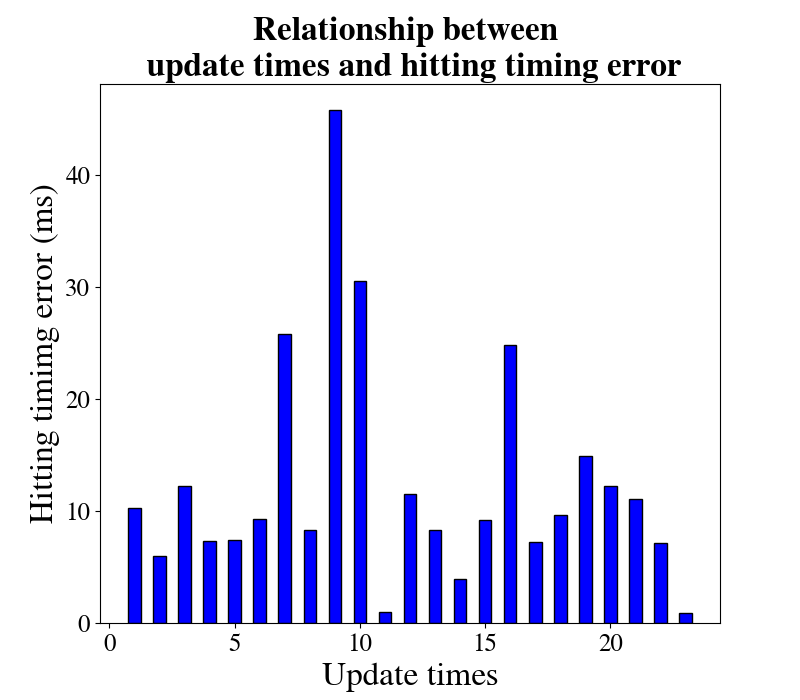 Relationship between
update times and hitting timing error
Hitting timimg error (ms)
40
30
20
10
0
0 5 10 15 20
Update times